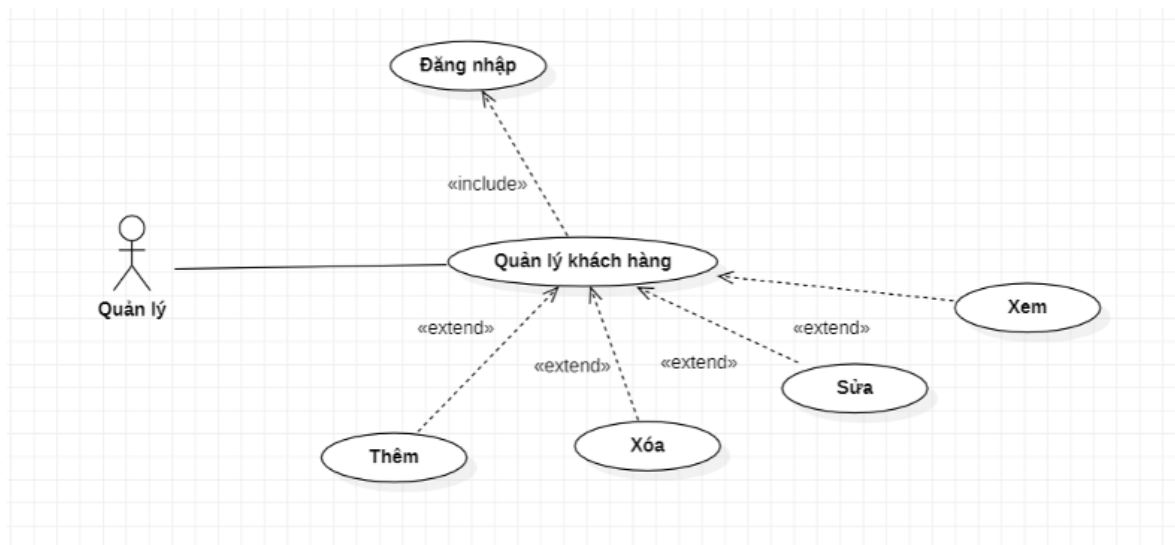 Đăng nhập
«include»
Quản lý khách hàng
Quản lý
Xem
«extend»
«extend»
«extend»
«extend»
Sửa
Xóa
Thêm